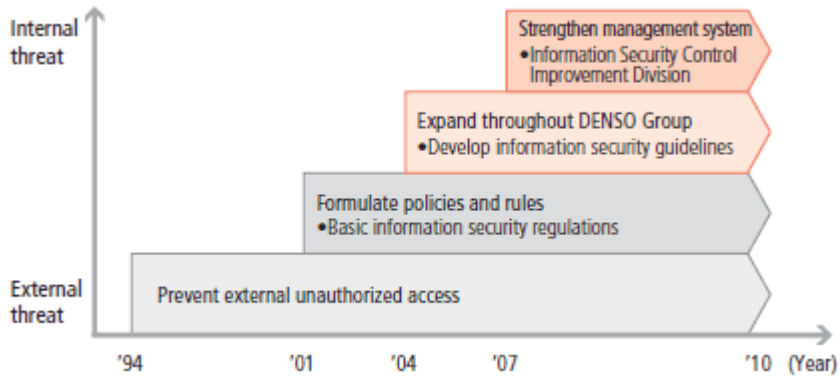 Internal
threat
Strengthen management system
•Information Security Control
Improvement Division
Expand throughout DENSO Group
•Develop information security guidelines
Formulate policies and rules
•Basic information security regulations
External
threat
Prevent external unauthorized access
'94 '01 '04 '07 '10 (Year)